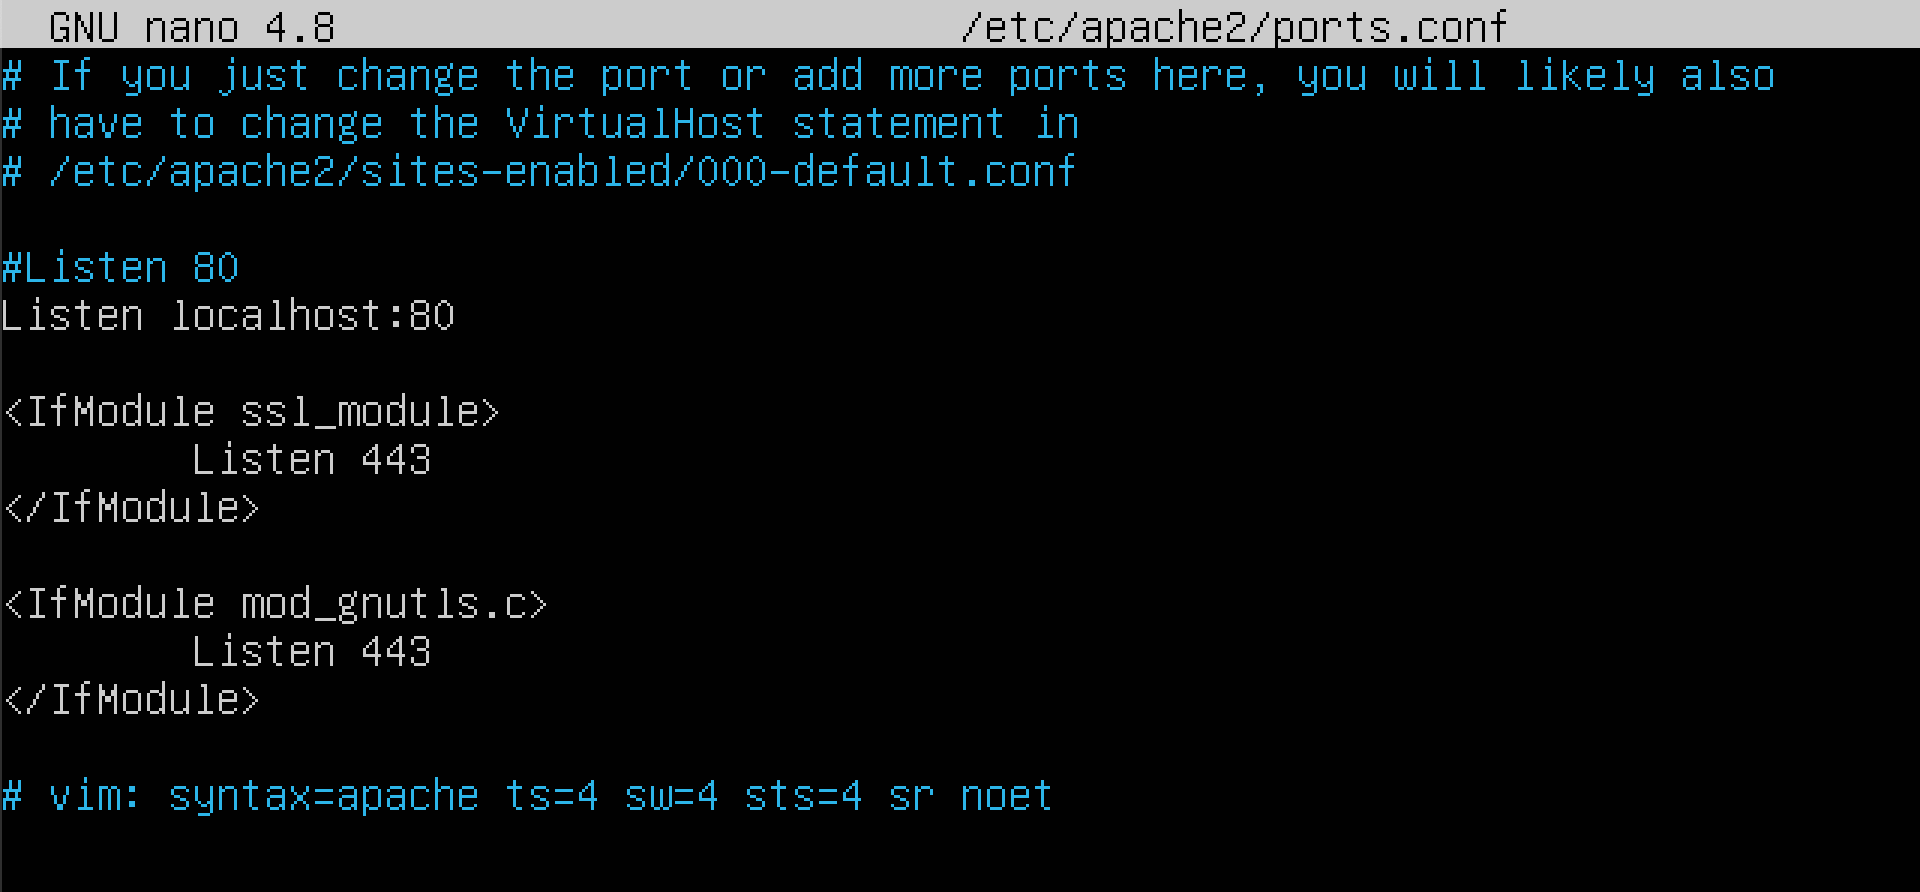 GNU nano 4.8 /etc/apache2/ports.conf
# If you just change the port or add more ports here, you will likely also
# have to change the VirtualHost statement in
# /etc/apache2/sites-enabled/000-default.conf
#Listen 80
Listen localhost:80
<IfModule ssl_module>
Listen 443
</IfModule>
<IfModule mod_gnutls.c>
Listen 443
</IfModule>
# vim: syntax=apache ts=4 sw=4 sts=4 sr noet